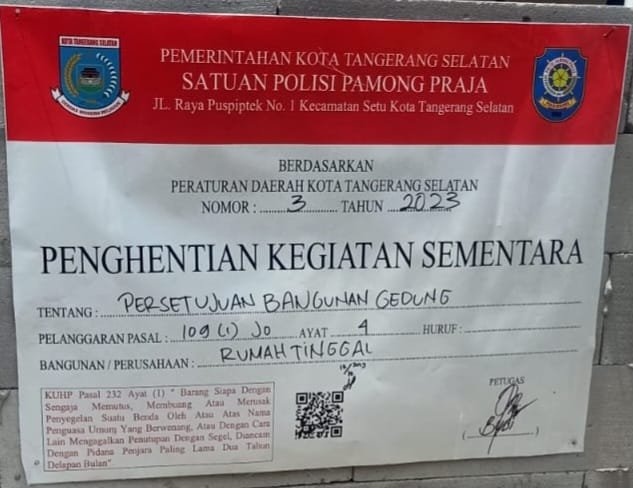 KOTA TANGERANG SELATAN
PEMERINTAHAN KOTA TANGERANG SELATAN
SATUAN POLISI PAMONG PRAJA
JL. Raya Puspiptek No. 1 Kecamatan Setu Kota Tangerang Selatan
BERDASARKAN
PERATURAN DAERAH KOTA TANGERANG SELATAN
NOMOR : 3 TAHUN 2023
PENGHENTIAN KEGIATAN SEMENTARA
TENTANG : PERSETUJUAN BANGUNAN GEDUNG
PELANGGARAN PASAL : 109 (1) JO AYAT 4 HURUF :
BANGUNAN / PERUSAHAAN : RUMAH TINGGAL
KUHP Pasal 232 Ayat (1) " Barang Siapa Dengan
Sengaja Memutus, Membuang Atau Merusak
Penyegelan Suatu Benda Oleh Atau Atas Nama
Penguasa Umum Yang Berwenang, Atau Dengan Cara
Lain Mengagalkan Penutupan Dengan Segel, Diancam
Dengan Pidana Penjara Paling Lama Dua Tahun
Delapan Bulan"
PETUGAS